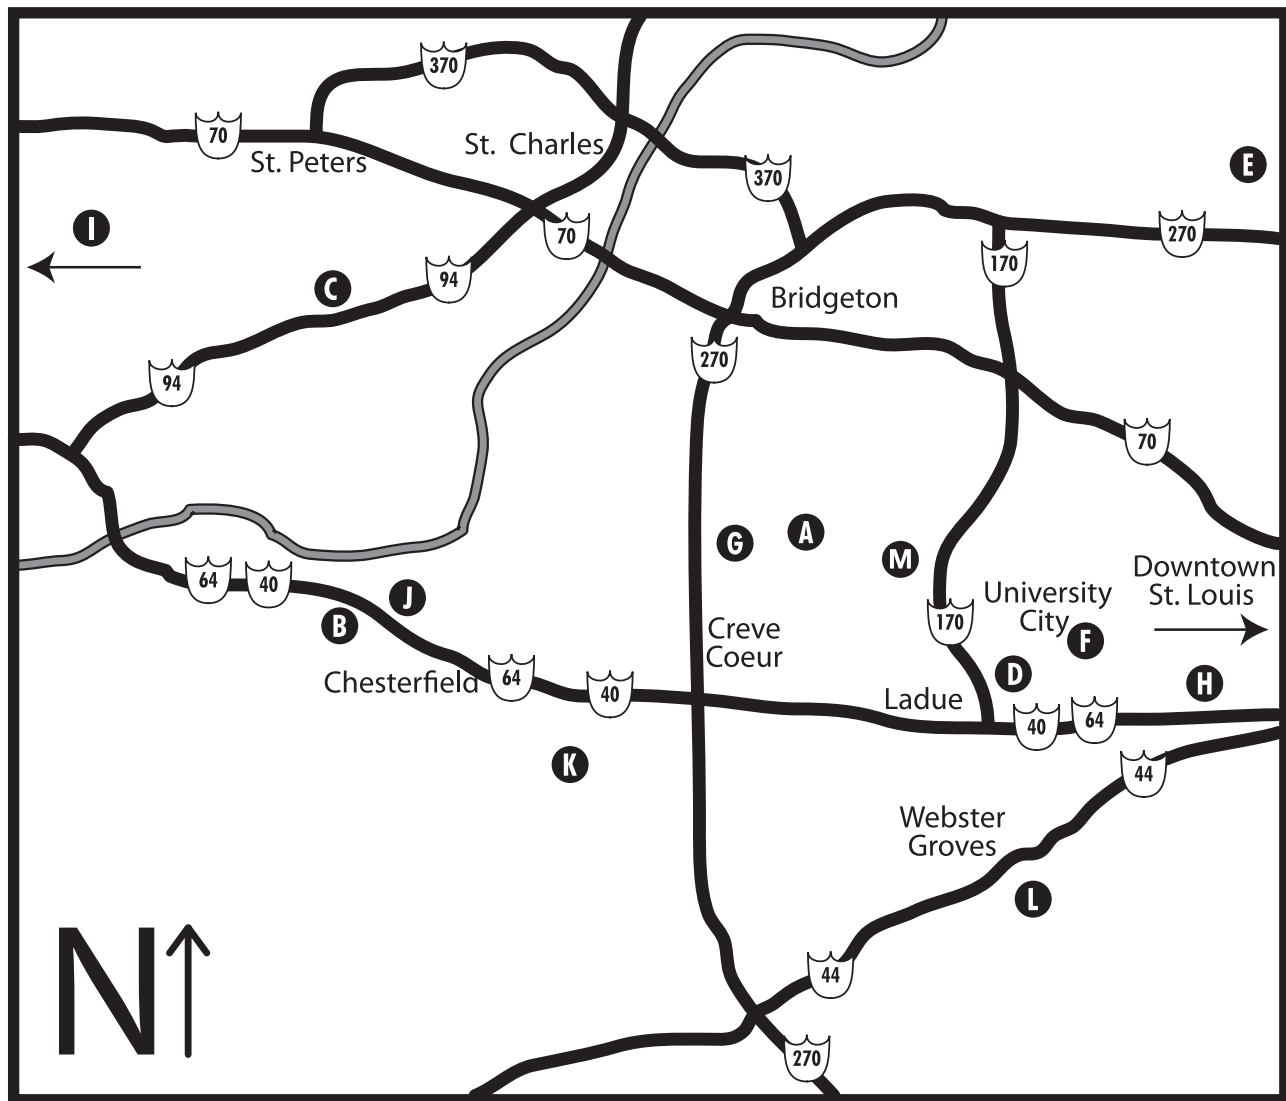 370
70
St. Peters
St. Charles
370
E
I
70
270
170
94
C
Bridgeton
270
94
70
G
A
M
Downtown
St. Louis
64
40
J
B
University
City
F
170
Creve
Coeur
Chesterfield
64
40
D
H
Ladue
40
64
K
44
Webster
Groves
L
N
44
270